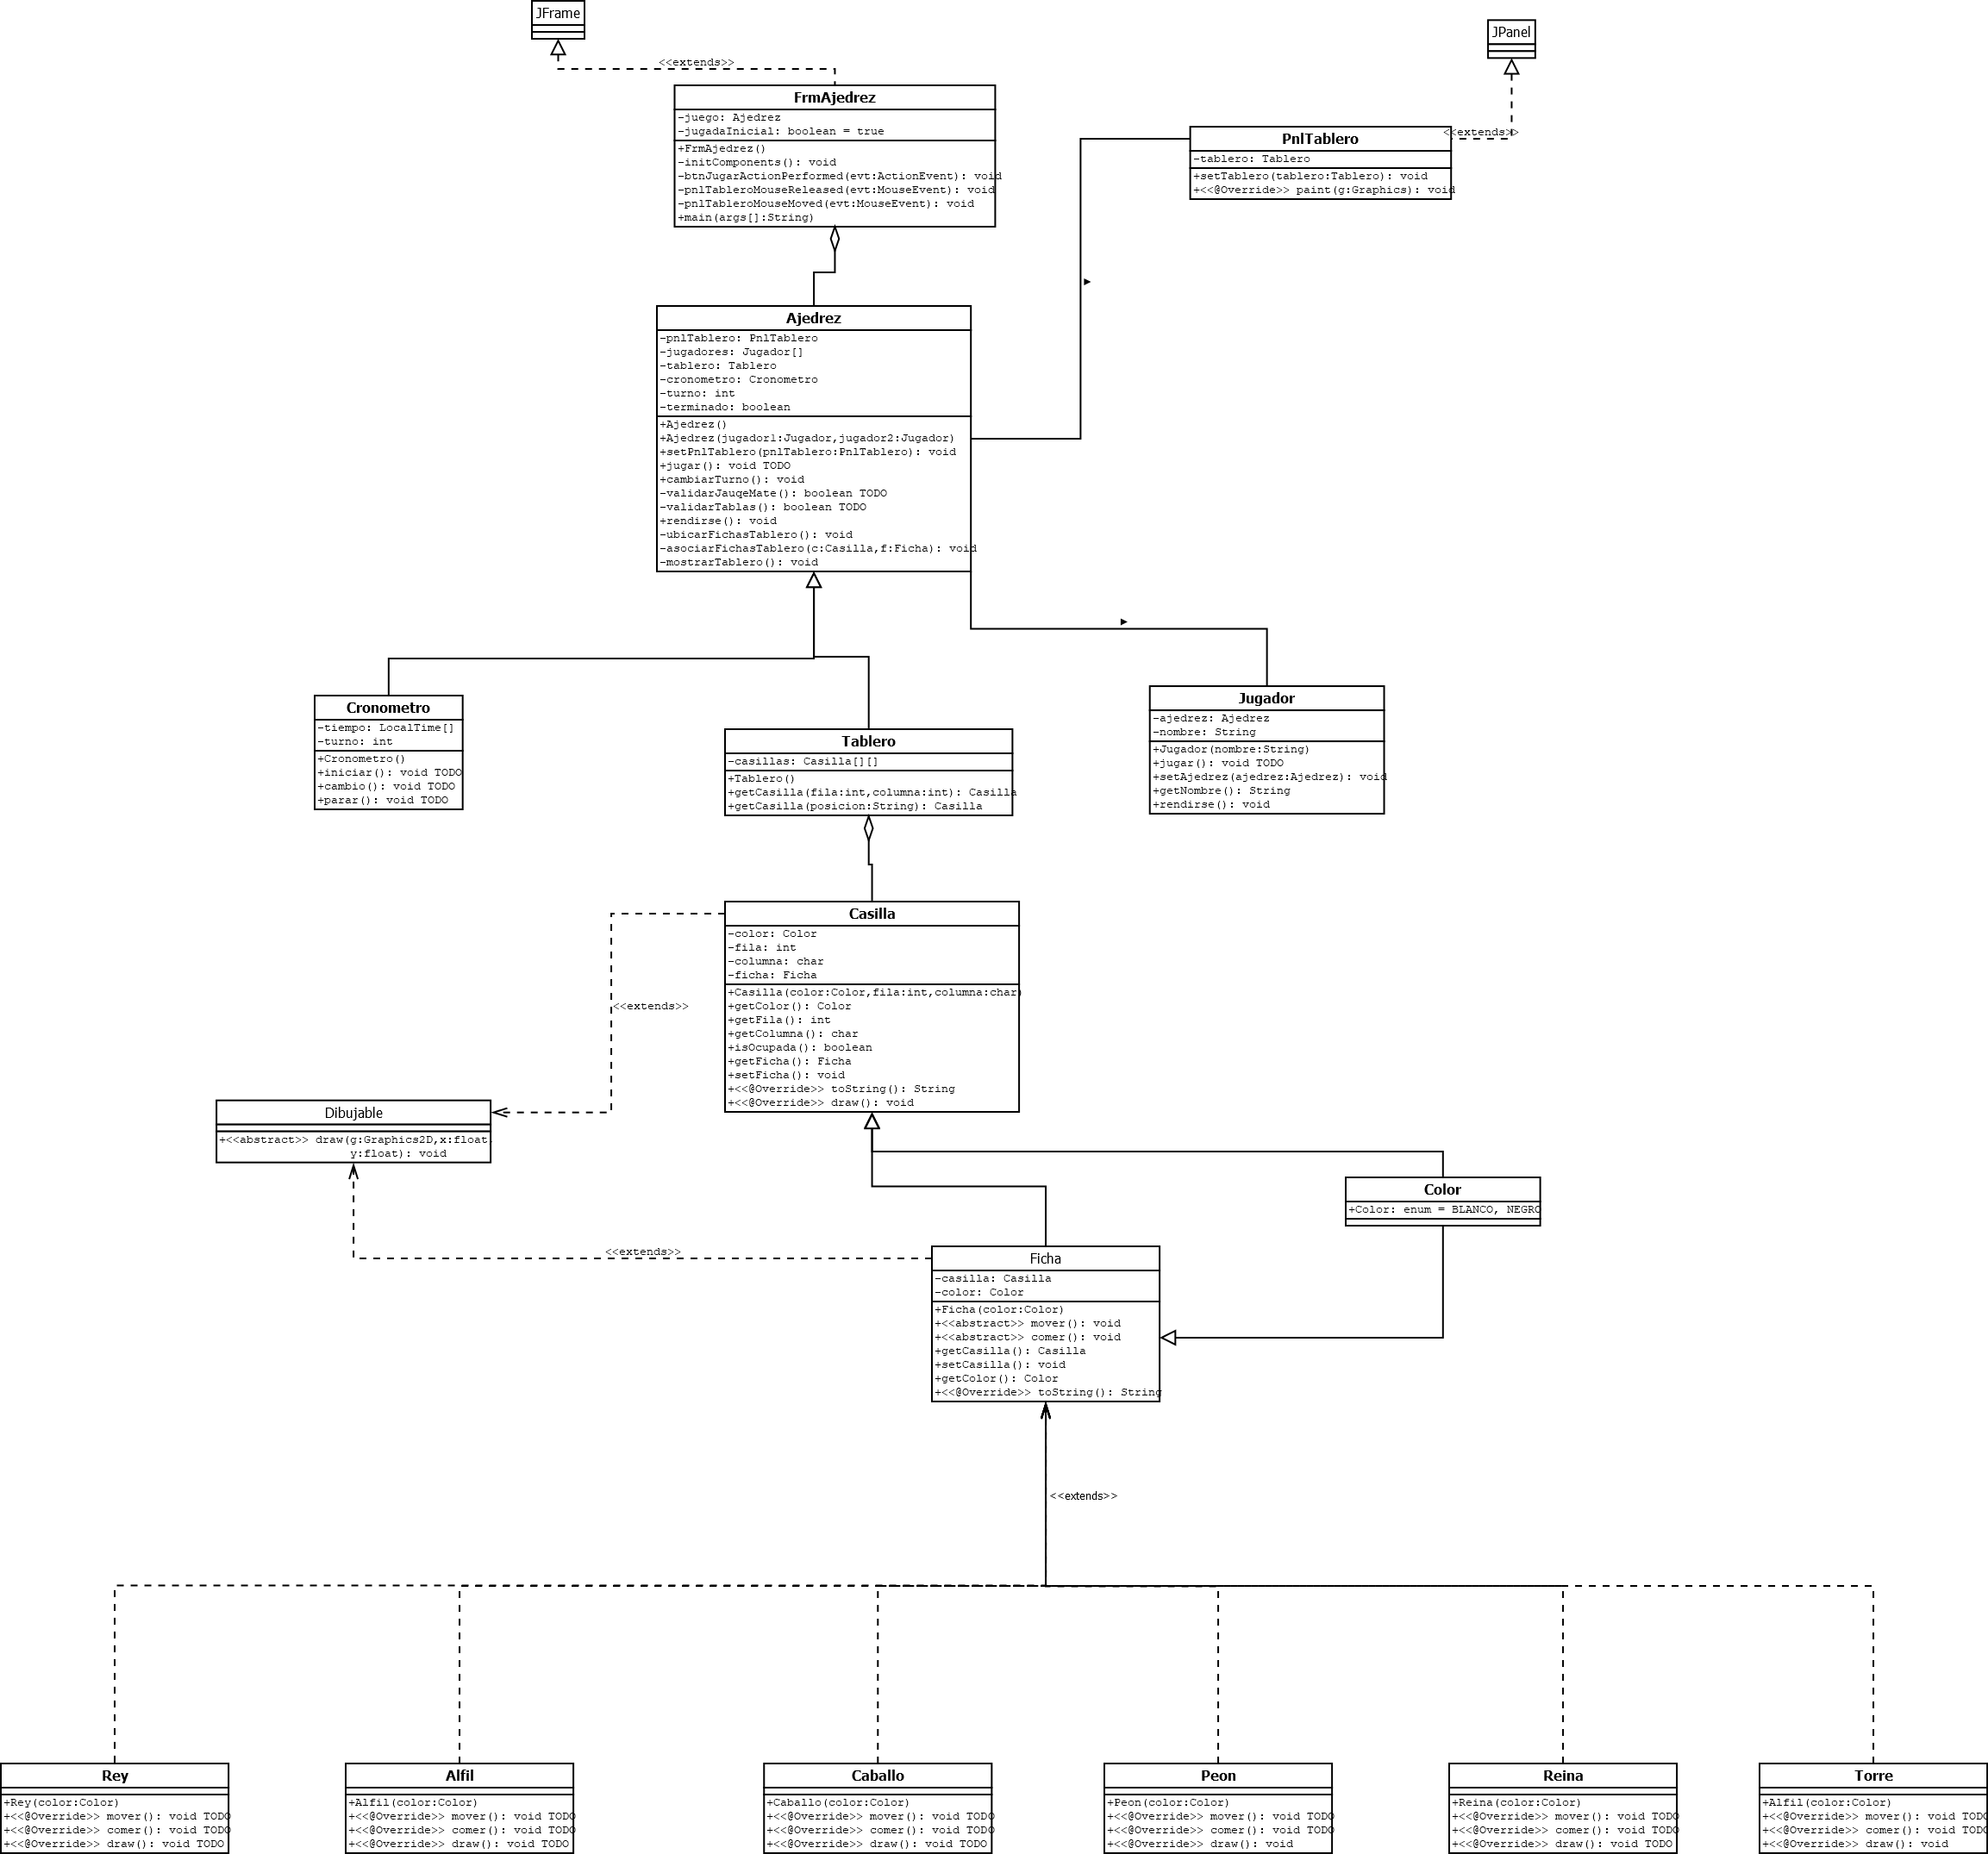 JFrame
JPanel
<<extends>>
FrmAjedrez
-juego: Ajedrez
-jugadaInicial: boolean = true
+FrmAjedrez()
-initComponents(): void
-btnJugarActionPerformed(evt:ActionEvent): void
-pnlTableroMouseReleased(evt:MouseEvent): void
-pnlTableroMouseMoved(evt:MouseEvent): void
+main(args[]:String)
<<extends>>
PnlTablero
-tablero: Tablero
+setTablero(tablero:Tablero): void
+<<@Override>> paint(g:Graphics): void
Ajedrez
-pnlTablero: PnlTablero
-jugadores: Jugador[]
-tablero: Tablero
-cronometro: Cronometro
-turno: int
-terminado: boolean
+Ajedrez()
+Ajedrez(jugador1:Jugador,jugador2:Jugador)
+setPnlTablero(pnlTablero:PnlTablero): void
+jugar(): void TODO
+cambiarTurno(): void
-validarJauqeMate(): boolean TODO
-validarTablas(): boolean TODO
+rendirse(): void
-ubicarFichasTablero(): void
-asociarFichasTablero(c:Casilla,f:Ficha): void
-mostrarTablero(): void
Cronometro
-tiempo: LocalTime[]
-turno: int
+Cronometro()
+iniciar(): void TODO
+cambio(): void TODO
+parar(): void TODO
Tablero
-casillas: Casilla[][]
+Tablero()
+getCasilla(fila:int,columna:int): Casilla
+getCasilla(posicion:String): Casilla
Jugador
-ajedrez: Ajedrez
-nombre: String
+Jugador(nombre:String)
+jugar(): void TODO
+setAjedrez(ajedrez:Ajedrez): void
+getNombre(): String
+rendirse(): void
Casilla
-color: Color
-fila: int
-columna: char
-ficha: Ficha
+Casilla(color:Color,fila:int,columna:char)
+getColor(): Color
+getFila(): int
+getColumna(): char
+isOcupada(): boolean
+getFicha(): Ficha
+setFicha(): void
+<<@Override>> toString(): String
+<<@Override>> draw(): void
<<extends>>
Dibujable
+<<abstract>> draw(g:Graphics2D,x:float,
y:float): void
Color
+Color: enum = BLANCO, NEGRO
<<extends>>
Ficha
-casilla: Casilla
-color: Color
+Ficha(color:Color)
+<<abstract>> mover(): void
+<<abstract>> comer(): void
+getCasilla(): Casilla
+setCasilla(): void
+getColor(): Color
+<<@Override>> toString(): String
<<extends>>
Rey
+Rey(color:Color)
+<<@Override>> mover(): void TODO
+<<@Override>> comer(): void TODO
+<<@Override>> draw(): void TODO
Alfil
+Alfil(color:Color)
+<<@Override>> mover(): void TODO
+<<@Override>> comer(): void TODO
+<<@Override>> draw(): void TODO
Caballo
+Caballo(color:Color)
+<<@Override>> mover(): void TODO
+<<@Override>> comer(): void TODO
+<<@Override>> draw(): void TODO
Peon
+Peon(color:Color)
+<<@Override>> mover(): void TODO
+<<@Override>> comer(): void TODO
+<<@Override>> draw(): void
Reina
+Reina(color:Color)
+<<@Override>> mover(): void TODO
+<<@Override>> comer(): void TODO
+<<@Override>> draw(): void TODO
Torre
+Alfil(color:Color)
+<<@Override>> mover(): void TODO
+<<@Override>> comer(): void TODO
+<<@Override>> draw(): void